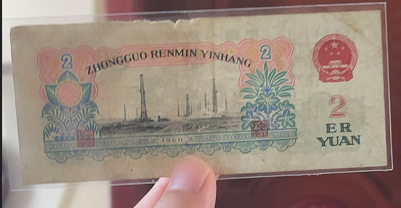 ZHONGGUO RENMIN YINHANG
2
2
2
ER
YUAN
1960